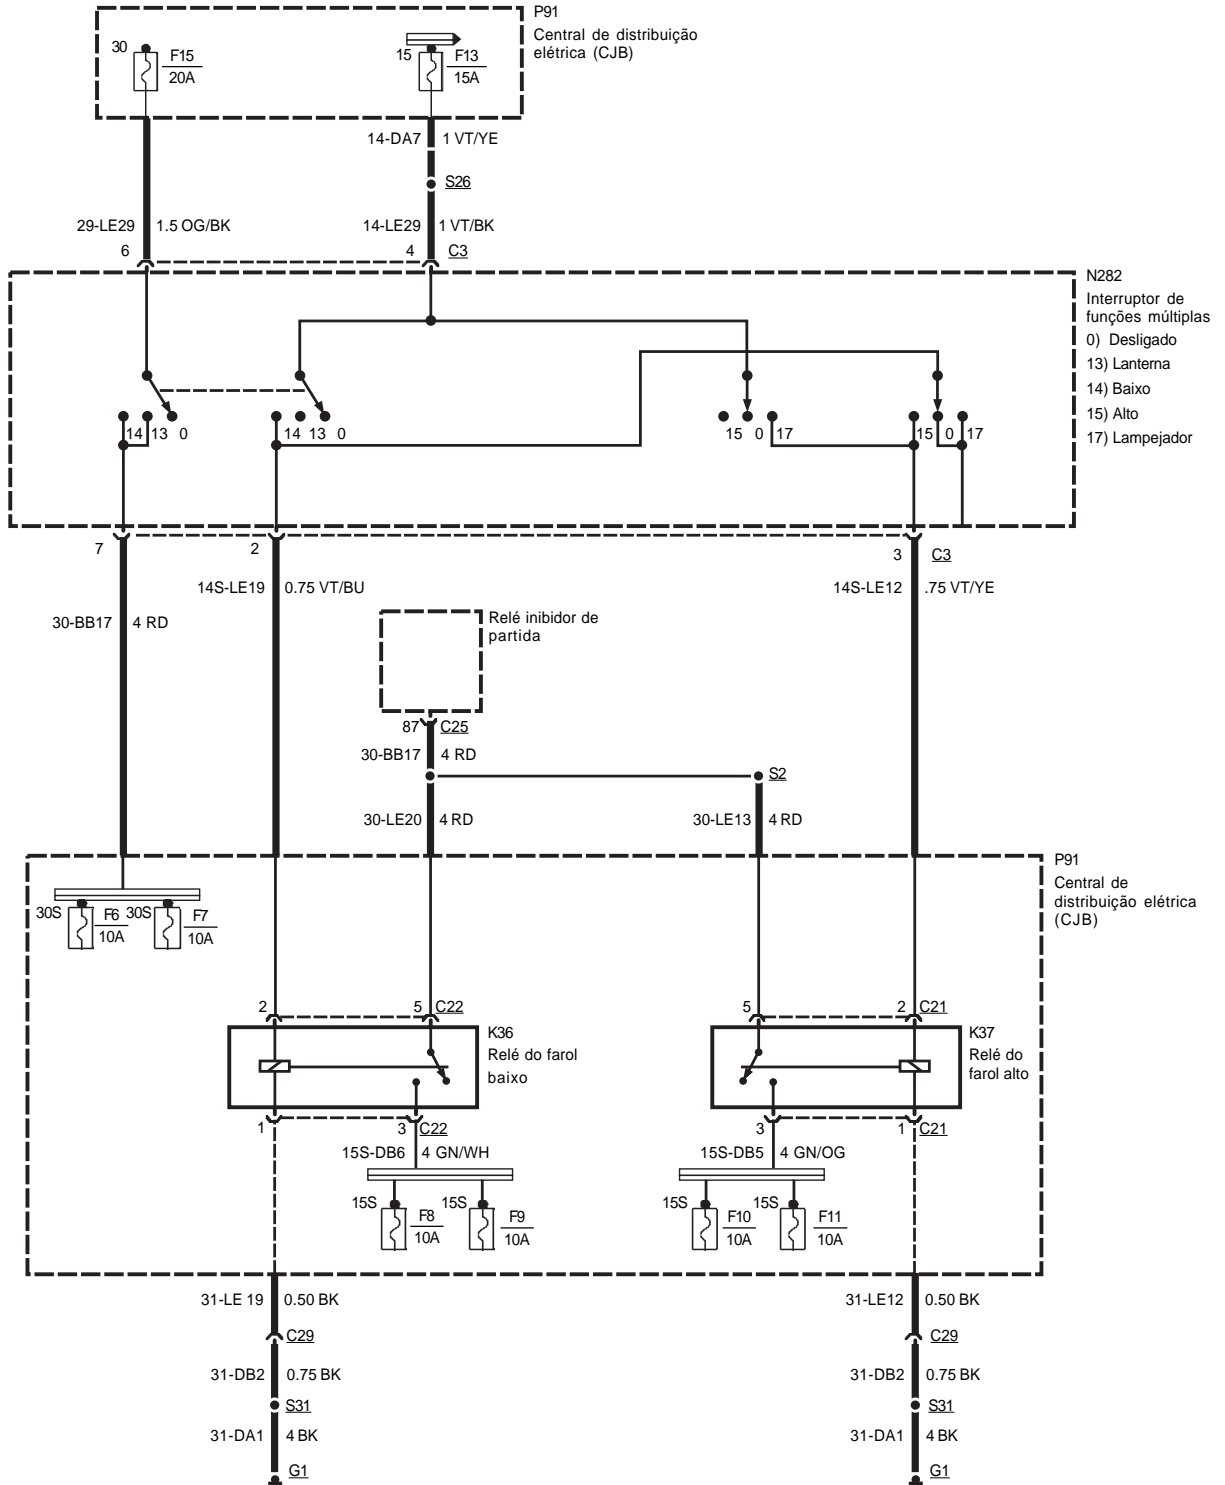 P91
Central de distribuição
elétrica (CJB)
30
F15
20A
15
F13
15A
14-DA7
1 VT/YE
S26
29-LE29
1.5 OG/BK
14-LE29
1 VT/BK
6
4
C3
N282
Interruptor de
funções múltiplas
0) Desligado
13) Lanterna
14) Baixo
15) Alto
17) Lampejador
14 13 0
14 13 0
15 0 17
15 0 17
7
2
3
C3
14S-LE19
0.75 VT/BU
14S-LE12
.75 VT/YE
30-BB17
4 RD
Relé inibidor de
partida
87
C25
30-BB17
4 RD
S2
30-LE20
4 RD
30-LE13
4 RD
P91
Central de
distribuição elétrica
(CJB)
30S
F6
10A
30S
F7
10A
2
5
C22
5
2
C21
K36
Relé do farol
baixo
K37
Relé do
farol alto
1
3
C22
3
1
C21
15S-DB6
4 GN/WH
15S-DB5
4 GN/OG
15S
F8
10A
15S
F9
10A
15S
F10
10A
15S
F11
10A
31-LE 19
0.50 BK
31-LE12
0.50 BK
C29
C29
31-DB2
0.75 BK
31-DB2
0.75 BK
S31
S31
31-DA1
4 BK
31-DA1
4 BK
G1
G1